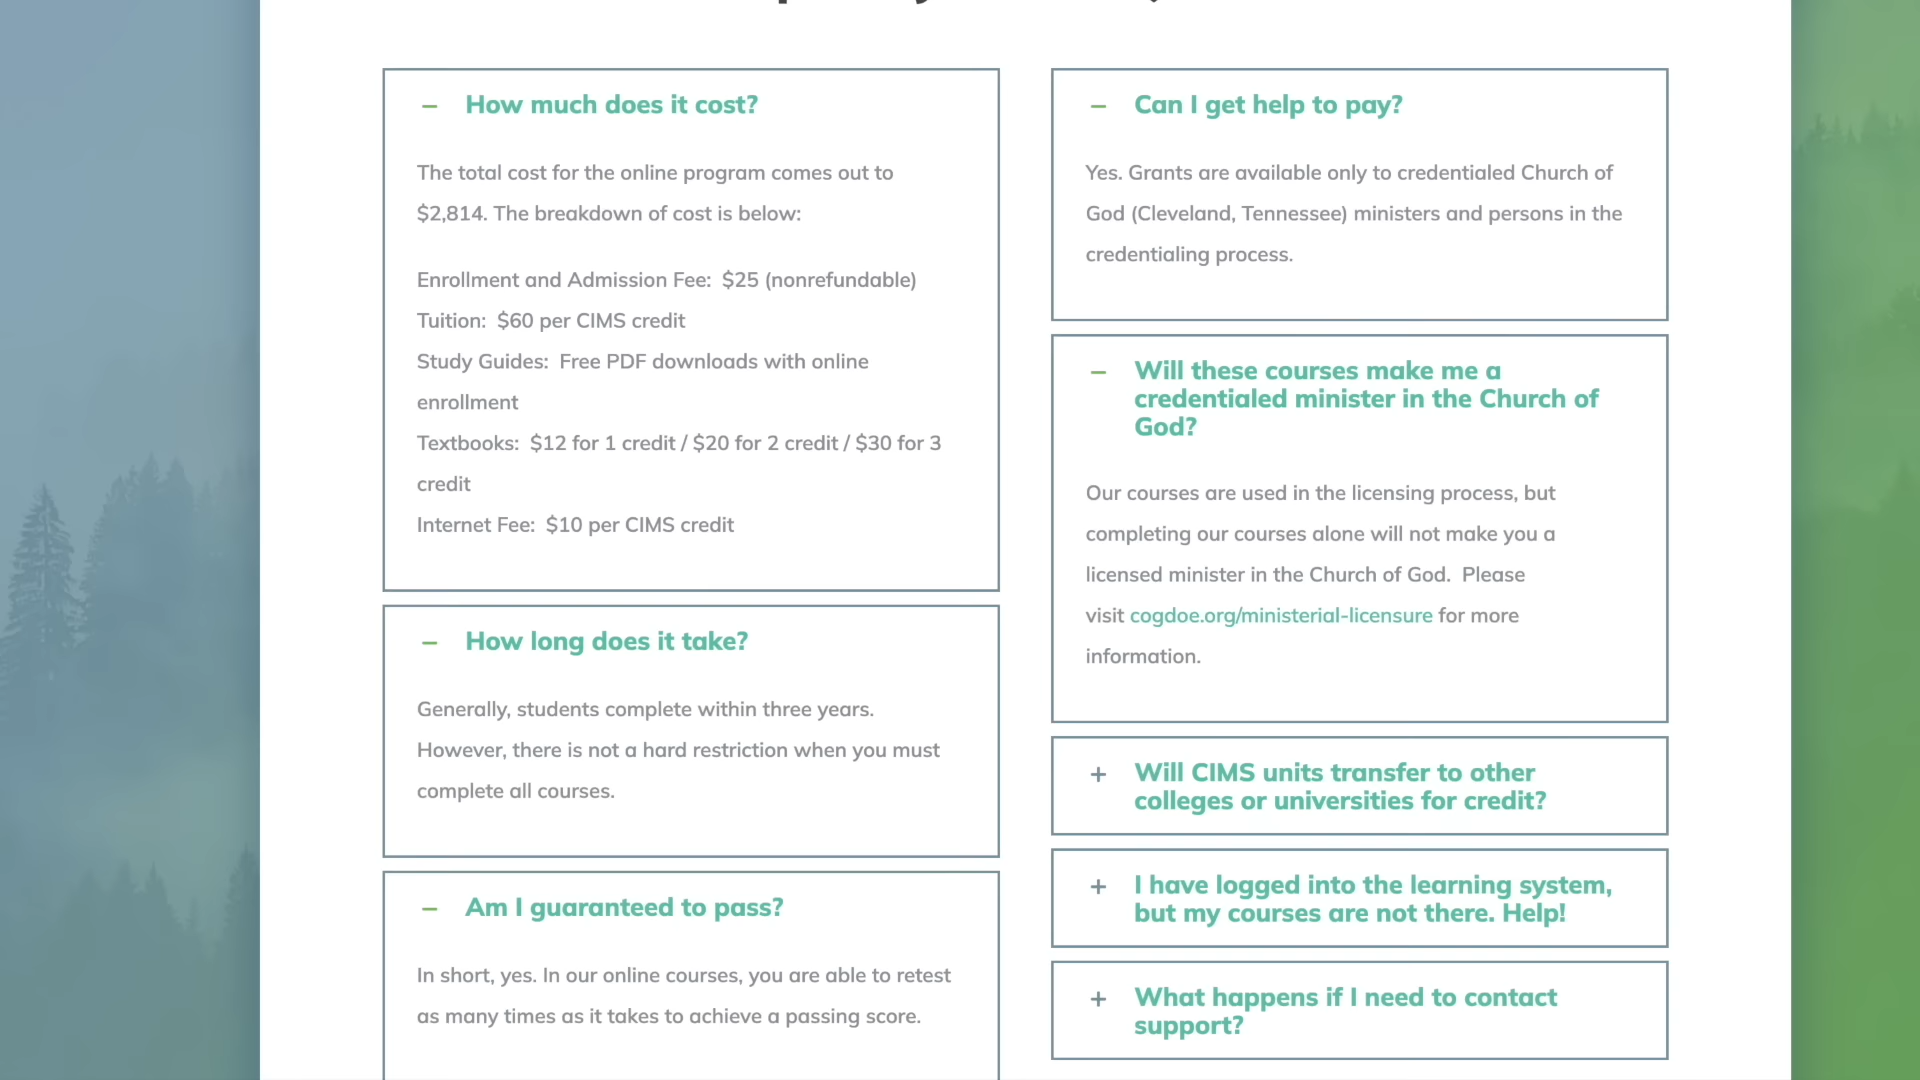 How much does it cost?
The total cost for the online program comes out to
$2,814. The breakdown of cost is below:
Enrollment and Admission Fee:  $25 (nonrefundable)
Tuition:  $60 per CIMS credit
Study Guides:  Free PDF downloads with online
enrollment
Textbooks:  $12 for 1 credit / $20 for 2 credit / $30 for 3
credit
Internet Fee:  $10 per CIMS credit
How long does it take?
Generally, students complete within three years.
However, there is not a hard restriction when you must
complete all courses.
Am I guaranteed to pass?
In short, yes. In our online courses, you are able to retest
as many times as it takes to achieve a passing score.
Can I get help to pay?
Yes. Grants are available only to credentialed Church of
God (Cleveland, Tennessee) ministers and persons in the
credentialing process.
Will these courses make me a
credentialed minister in the Church of
God?
Our courses are used in the licensing process, but
completing our courses alone will not make you a
licensed minister in the Church of God.  Please
visit cogdoe.org/ministerial-licensure for more
information.
Will CIMS units transfer to other
colleges or universities for credit?
I have logged into the learning system,
but my courses are not there. Help!
What happens if I need to contact
support?